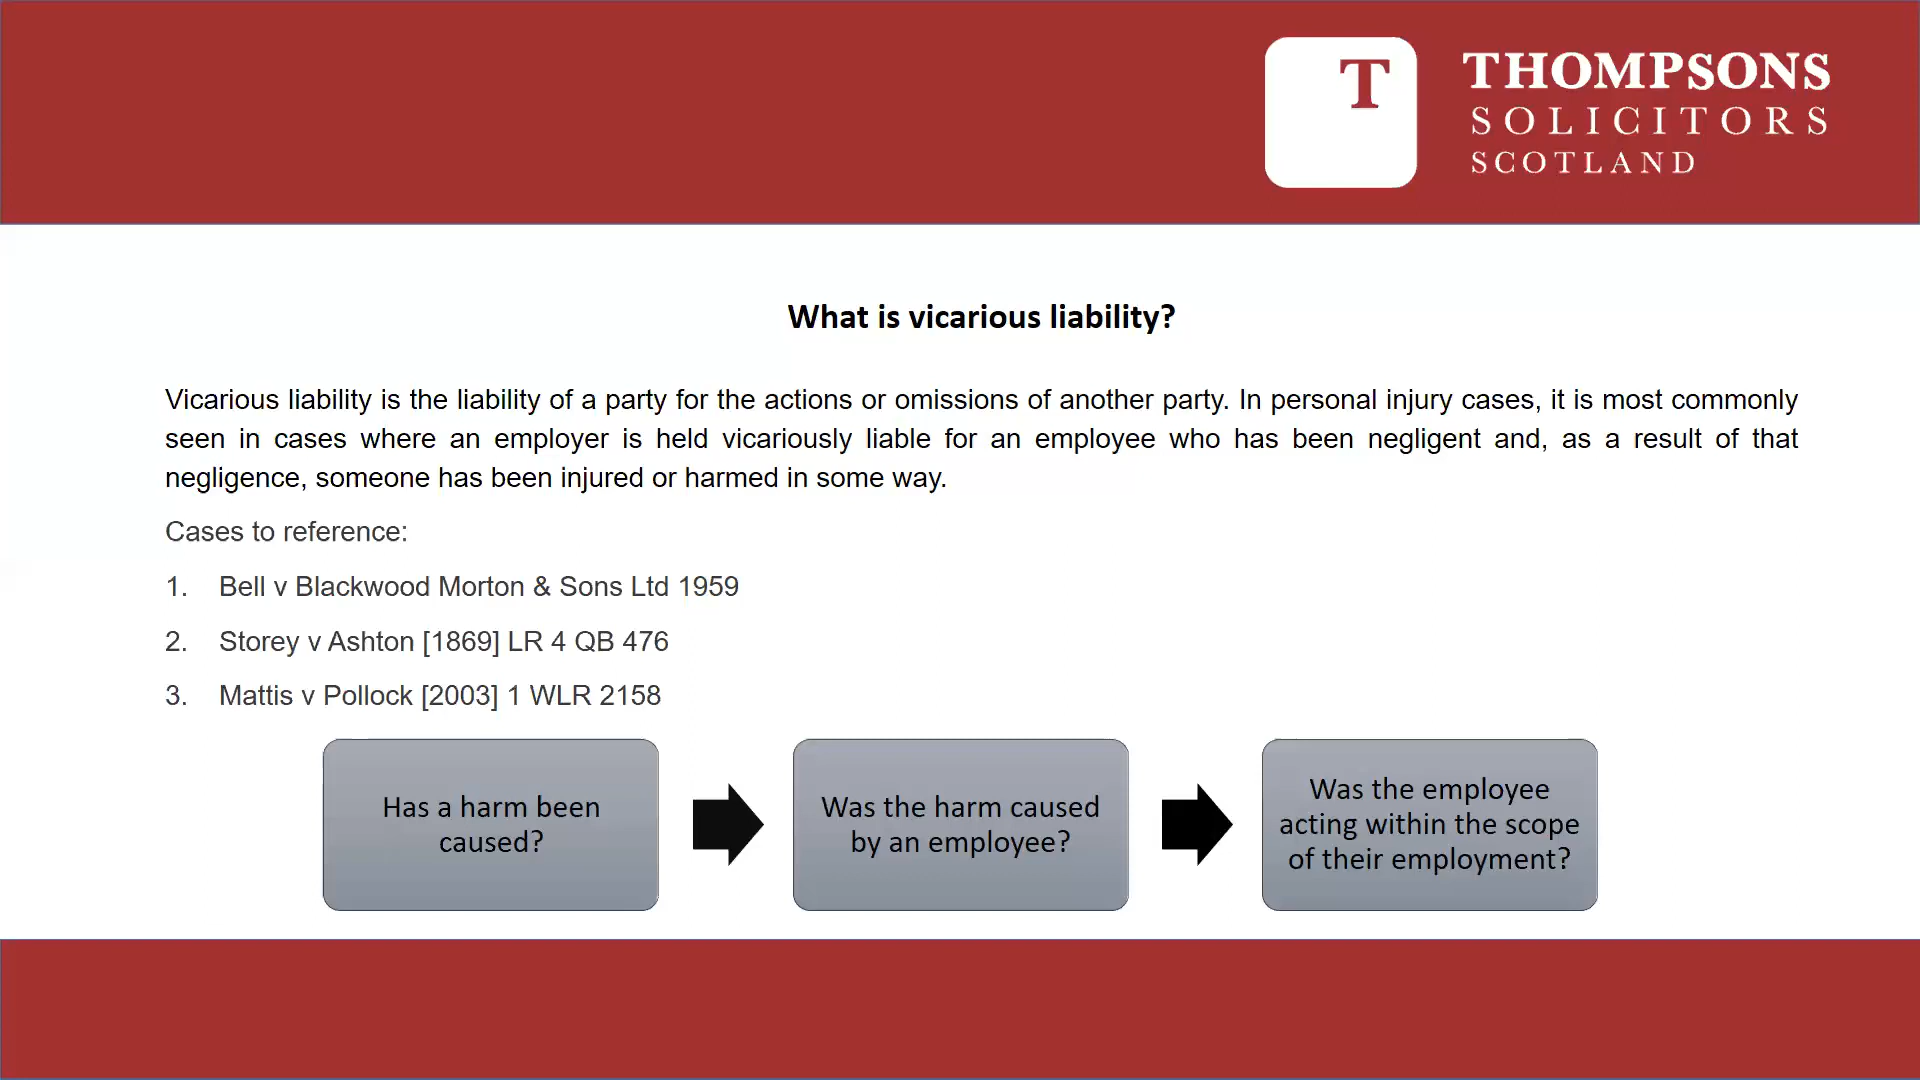 T
THOMPSONS
SOLICITORS
SCOTLAND
What is vicarious liability?
Vicarious liability is the liability of a party for the actions or omissions of another party. In personal injury cases, it is most commonly
seen in cases where an employer is held vicariously liable for an employee who has been negligent and, as a result of that
negligence, someone has been injured or harmed in some way.
Cases to reference:
1. Bell v Blackwood Morton & Sons Ltd 1959
2. Storey v Ashton [1869] LR 4 QB 476
3. Mattis v Pollock [2003] 1 WLR 2158
Has a harm been
caused?
Was the harm caused
by an employee?
Was the employee
acting within the scope
of their employment?